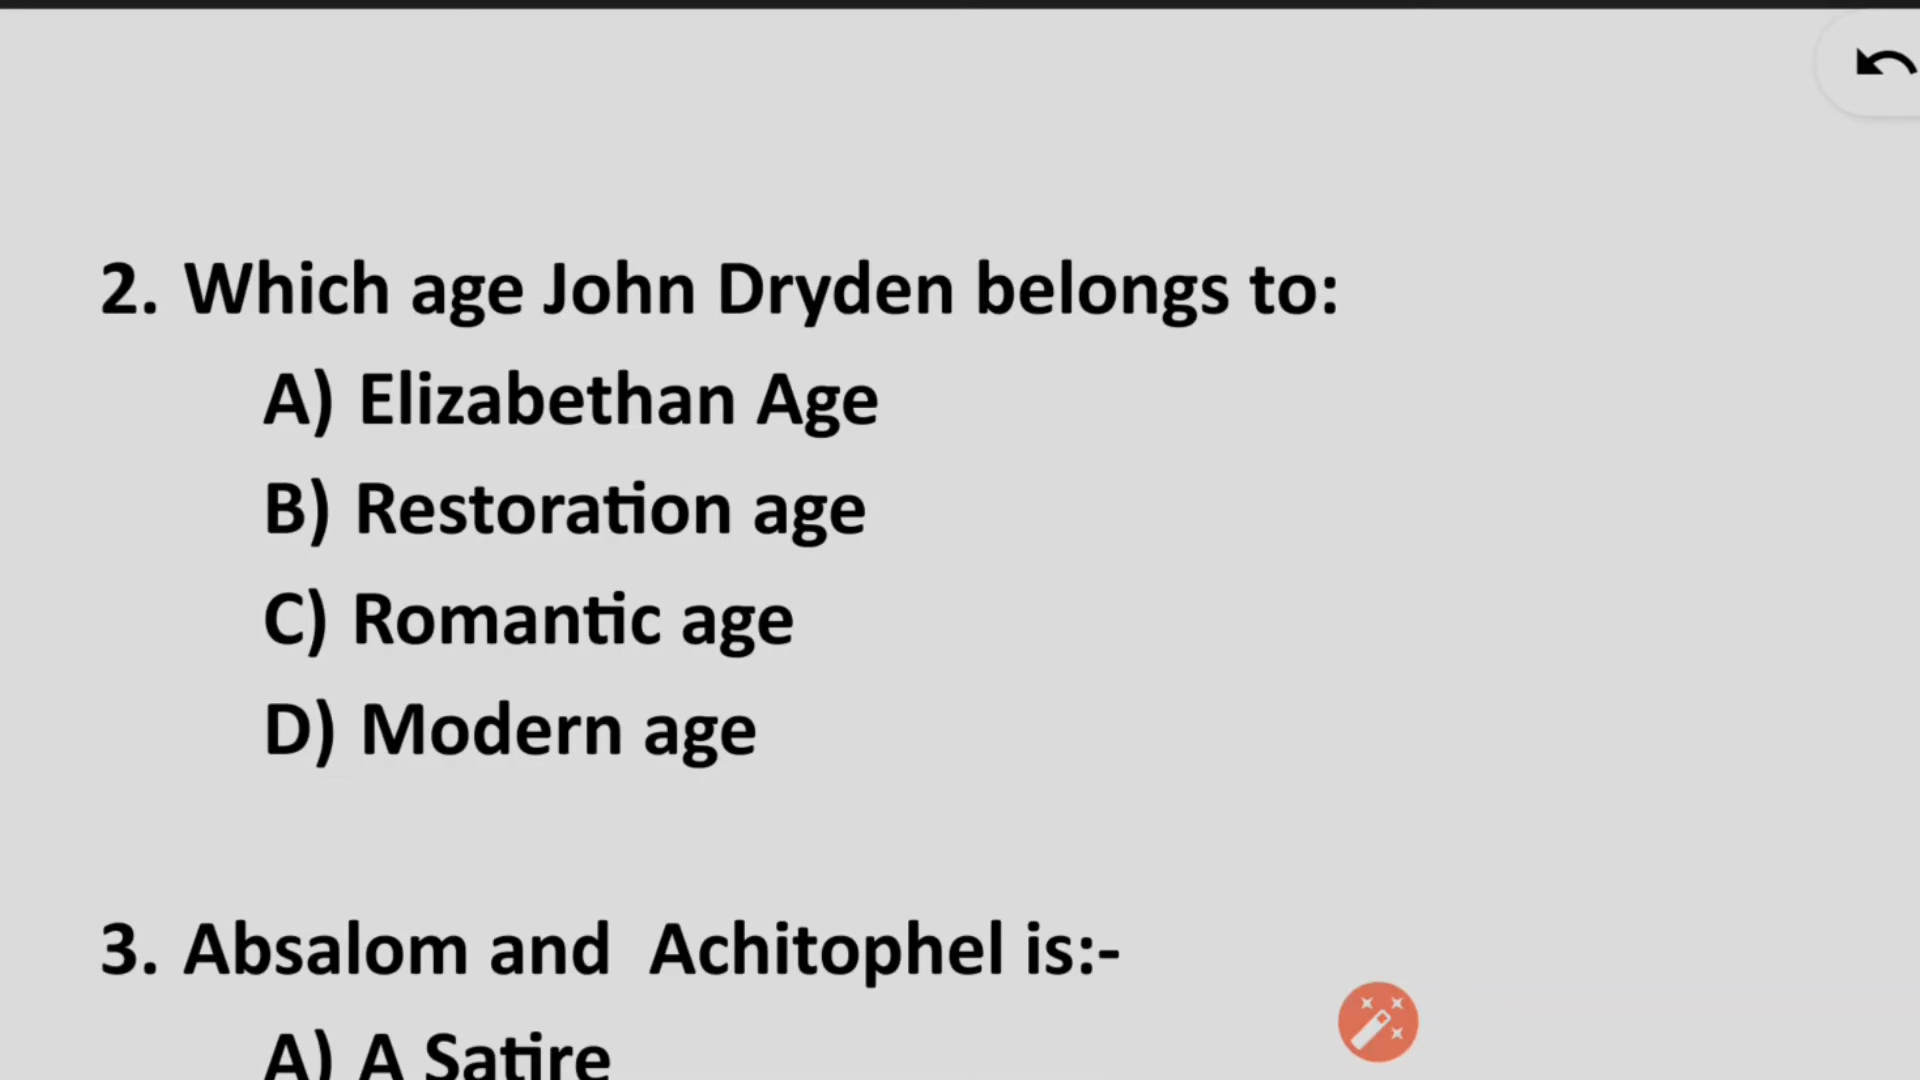 2. Which age John Dryden belongs to:
A) Elizabethan Age
B) Restoration age
C) Romantic age
D) Modern age
3. Absalom and Achitophel is:-
A) A Satire